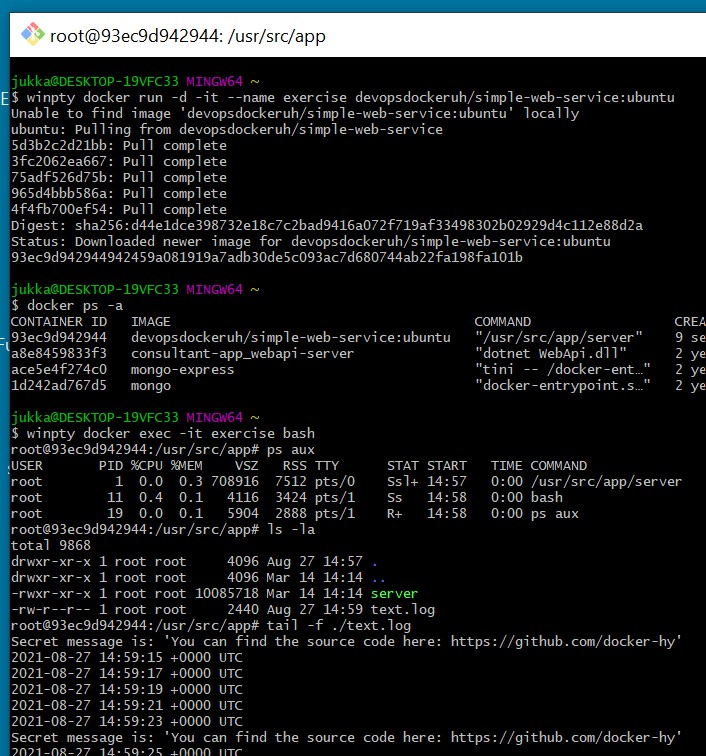 root@93ec9d942944: /usr/src/app
jukka@DESKTOP-19VFC33 MINGW64 ~
$ winpty docker run -d -it --name exercise devopsdockeruh/simple-web-service:ubuntu
Unable to find image 'devopsdockeruh/simple-web-service:ubuntu' locally
ubuntu: Pulling from devopsdockeruh/simple-web-service
5d3b2c2d21bb: Pull complete
3fc2062ea667: Pull complete
75adf526d75b: Pull complete
965d4bbb586a: Pull complete
4f4fb700ef54: Pull complete
Digest: sha256:d44e1dce398732e18c7c2bad9416a072f719af33498302b02929d4c112e88d2a
Status: Downloaded newer image for devopsdockeruh/simple-web-service:ubuntu
93ec9d942944942459a081919a7adb30de5c093ac7d680744ab22fa198fa101b
jukka@DESKTOP-19VFC33 MINGW64 ~
$ docker ps -a
CONTAINER ID   IMAGE                                      COMMAND                  CREA
93ec9d942944   devopsdockeruh/simple-web-service:ubuntu   "/usr/src/app/server"    9 se
a8e8459833f3   consultant-app_webapi-server               "dotnet WebApi.dll"      2 ye
ace5e4f274c0   mongo-express                              "tini -- /docker-ent…"   2 ye
1d242ad767d5   mongo                                      "docker-entrypoint.s…"   2 ye
jukka@DESKTOP-19VFC33 MINGW64 ~
$ winpty docker exec -it exercise bash
root@93ec9d942944:/usr/src/app# ps aux
USER       PID %CPU %MEM    VSZ   RSS TTY      STAT START   TIME COMMAND
root         1  0.0  0.3 708916  7512 pts/0    Ssl+ 14:57   0:00 /usr/src/app/server
root        11  0.4  0.1   4116  3424 pts/1    Ss   14:58   0:00 bash
root        19  0.0  0.1   5904  2888 pts/1    R+   14:58   0:00 ps aux
root@93ec9d942944:/usr/src/app# ls -la
total 9868
drwxr-xr-x 1 root root     4096 Aug 27 14:57 .
drwxr-xr-x 1 root root     4096 Mar 14 14:14 ..
-rwxr-xr-x 1 root root 10085718 Mar 14 14:14 server
-rw-r--r-- 1 root root     2440 Aug 27 14:59 text.log
root@93ec9d942944:/usr/src/app# tail -f ./text.log
Secret message is: 'You can find the source code here: https://github.com/docker-hy'
2021-08-27 14:59:15 +0000 UTC
2021-08-27 14:59:17 +0000 UTC
2021-08-27 14:59:19 +0000 UTC
2021-08-27 14:59:21 +0000 UTC
2021-08-27 14:59:23 +0000 UTC
Secret message is: 'You can find the source code here: https://github.com/docker-hy'
2021-08-27 14:59:25 +0000 UTC